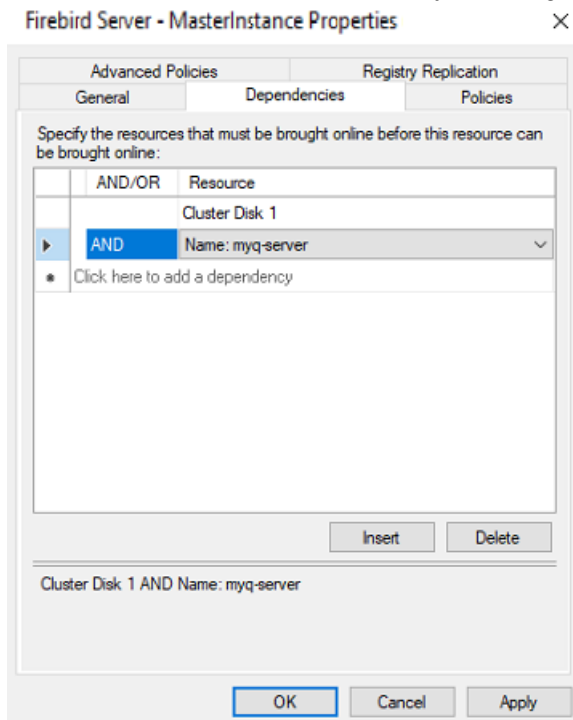 Firebird Server - MasterInstance Properties
Advanced Policies
Registry Replication
General
Dependencies
Policies
Specify the resources that must be brought online before this resource can
be brought online:
AND/OR Resource
Cluster Disk 1
AND Name: myq-server
Click here to add a dependency
Insert Delete
Cluster Disk 1 AND Name: myq-server
OK Cancel Apply